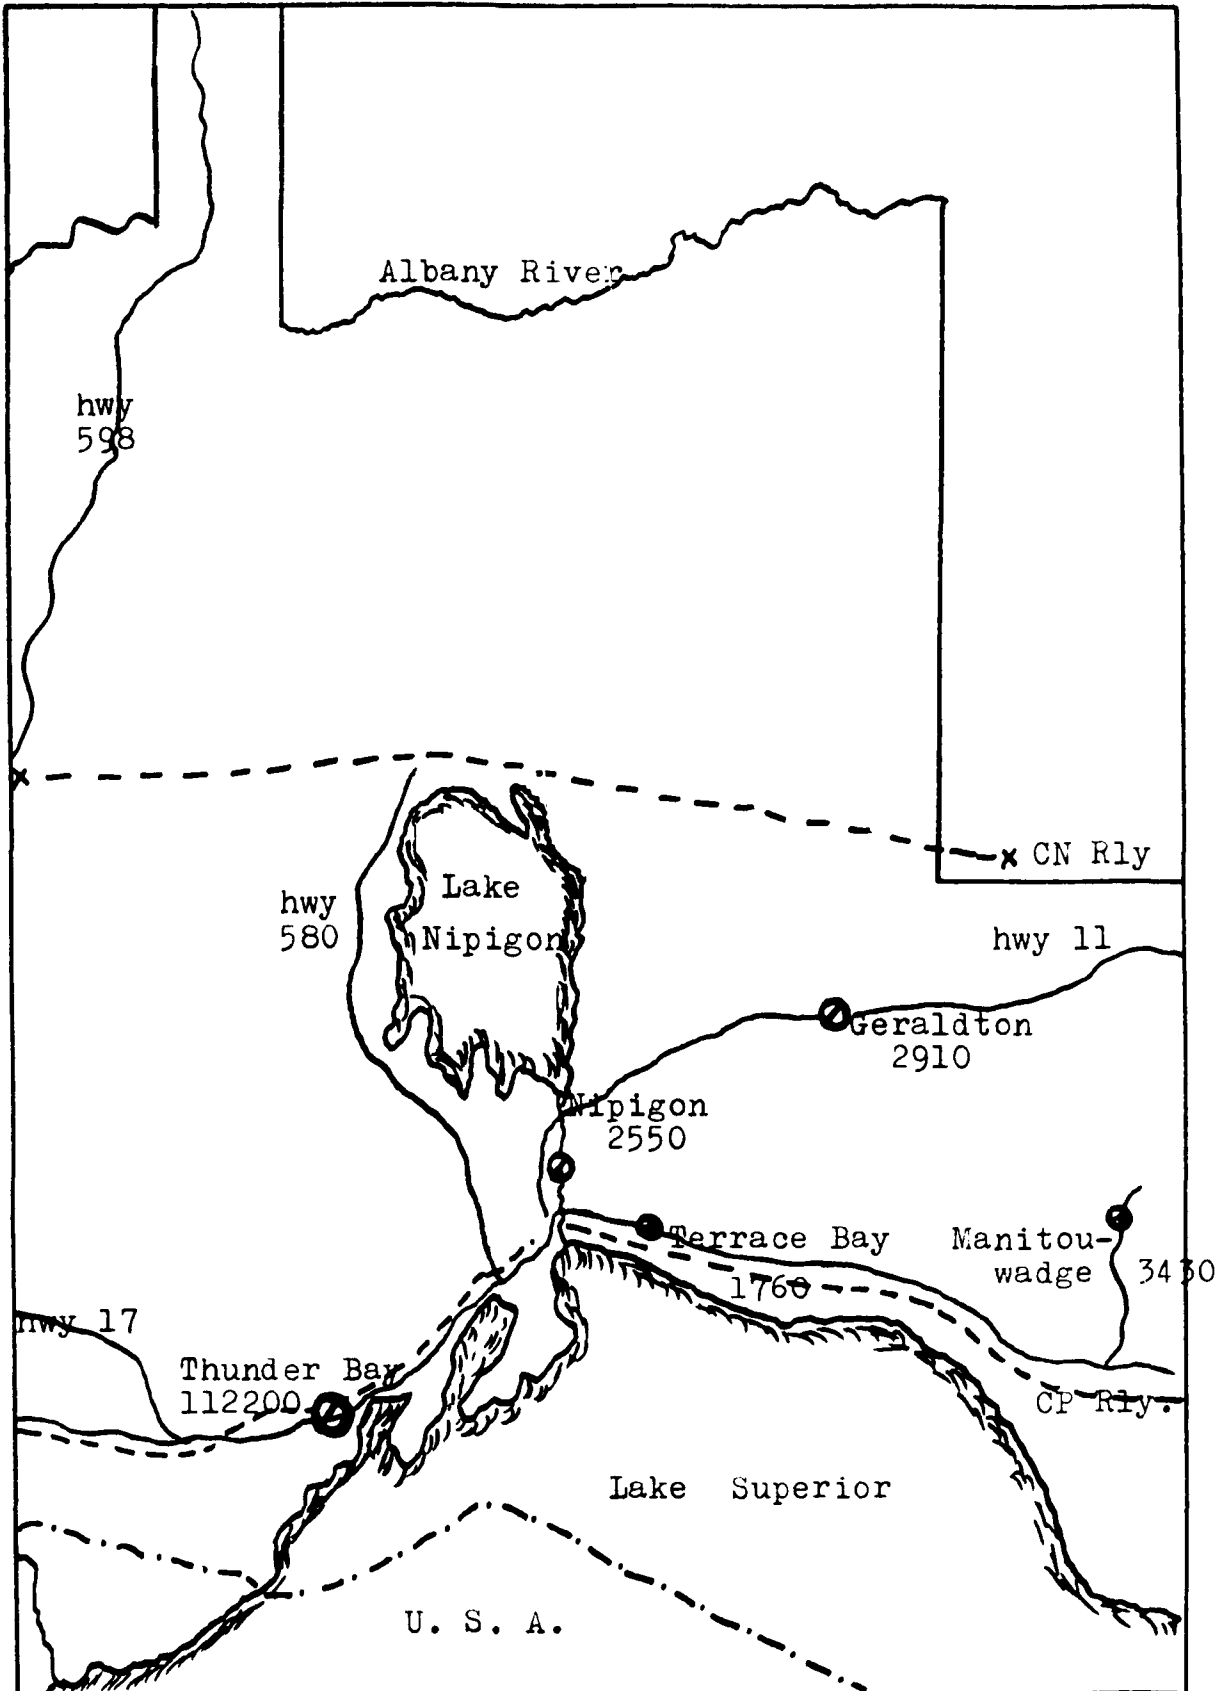 Albany River
hwy
598
CN Rly
Lake
Nipigon
hwy
580
hwy 11
Geraldton
2910
Nipigon
2550
Terrace Bay
1760
Manitou-
wadge 3430
hwy 17
Thunder Bay
112200
CP Rly.
Lake Superior
U. S. A.